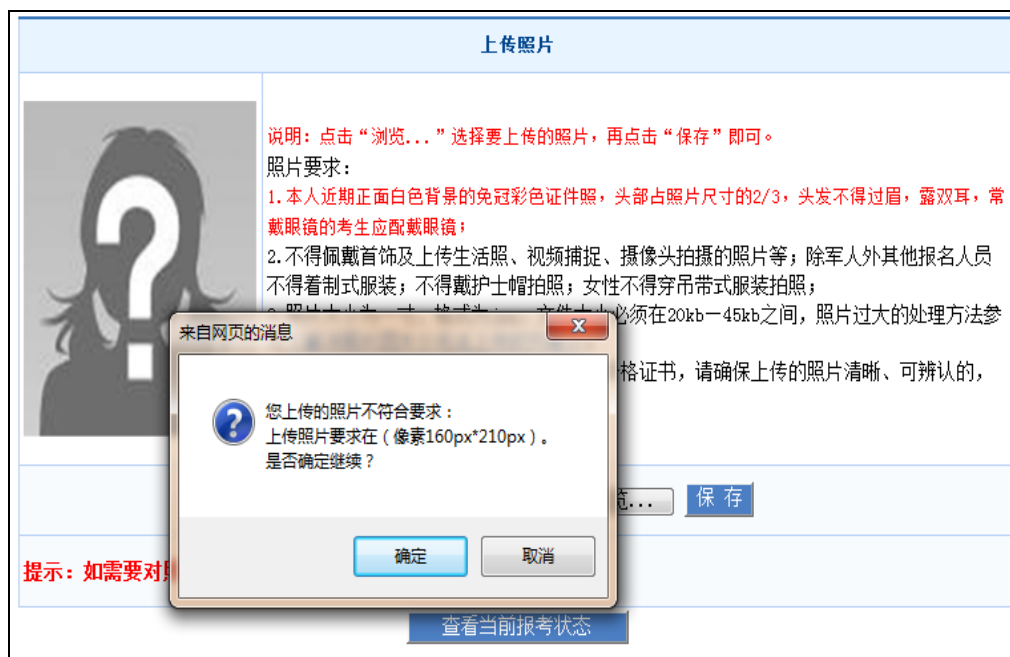 上传照片
说明：点击“浏览...”选择要上传的照片，再点击“保存”即可。
照片要求：
1.本人近期正面白色背景的免冠彩色证件照，头部占照片尺寸的2/3，头发不得过眉，露双耳，常
戴眼镜的考生应配戴眼镜；
2.不得佩戴首饰及上传生活照、视频捕捉、摄像头拍摄的照片等；除军人外其他报名人员
不得着制式服装；不得戴护士帽拍照；女性不得穿吊带式服装拍照；
必须在20kb—45kb之间，照片过大的处理方法参
格证书，请确保上传的照片清晰、可辨认的，
来自网页的消息
您上传的照片不符合要求：
上传照片要求在（像素160px*210px）。
是否确定继续？
确定
取消
览...
保 存
提示：如需要对
查看当前报考状态